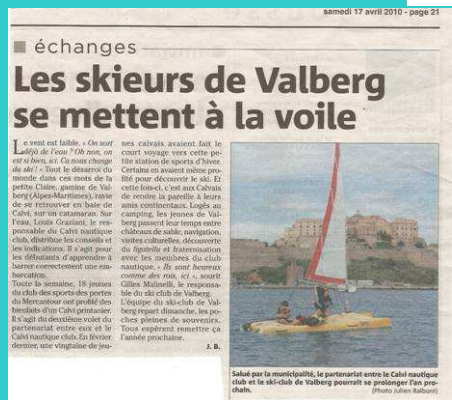 samedi 17 avril 2010 - page 21
échanges
Les skieurs de Valberg
se mettent à la voile
Le vent est faible. « On sort
déjà de l'eau ? Oh non, on
est si bien, ici. Ca nous change
du ski ! » Tout le désarroi du
monde dans ces mots de la
petite Claire, gamine de Val-
berg (Alpes-Maritimes), ravie
de se retrouver en baie de
Calvi, sur un catamaran. Sur
l'eau, Louis Graziani, le res-
ponsable du Calvi nautique
club, distribue les conseils et
les indications. Il s'agit pour
les débutants d'apprendre à
barrer correctement une em-
barcation.
Toute la semaine, 18 jeunes
du club des sports des portes
du Mercantour ont profité des
bienfaits d'un Calvi printanier.
Il s'agit du deuxième volet du
partenariat entre eux et le
Calvi nautique club. En février
dernier, une vingtaine de jeu-
nes calvais avaient fait le
court voyage vers cette pe-
tite station de sports d'hiver.
Certains en avaient même pro-
fité pour découvrir le ski. Et
cette fois-ci, c'est aux Calvais
de rendre la pareille à leurs
amis continentaux. Logés au
camping, les jeunes de Val-
berg passent leur temps entre
châteaux de sable, navigation,
visites culturelles, découverte
du figatellu et fraternisation
avec les membres du club
nautique. « Ils sont heureux
comme des rois, ici », sourit
Gilles Malinelli, le responsa-
ble du ski club de Valberg.
L'équipe du ski-club de Val-
berg repart dimanche, les po-
ches pleines de souvenirs.
Tous espèrent remettre ça
l'année prochaine.
J. B.
Salué par la municipalité, le partenariat entre le Calvi nautique
club et le ski-club de Valberg pourrait se prolonger l'an pro-
chain.
(Photo Julien Balboni)